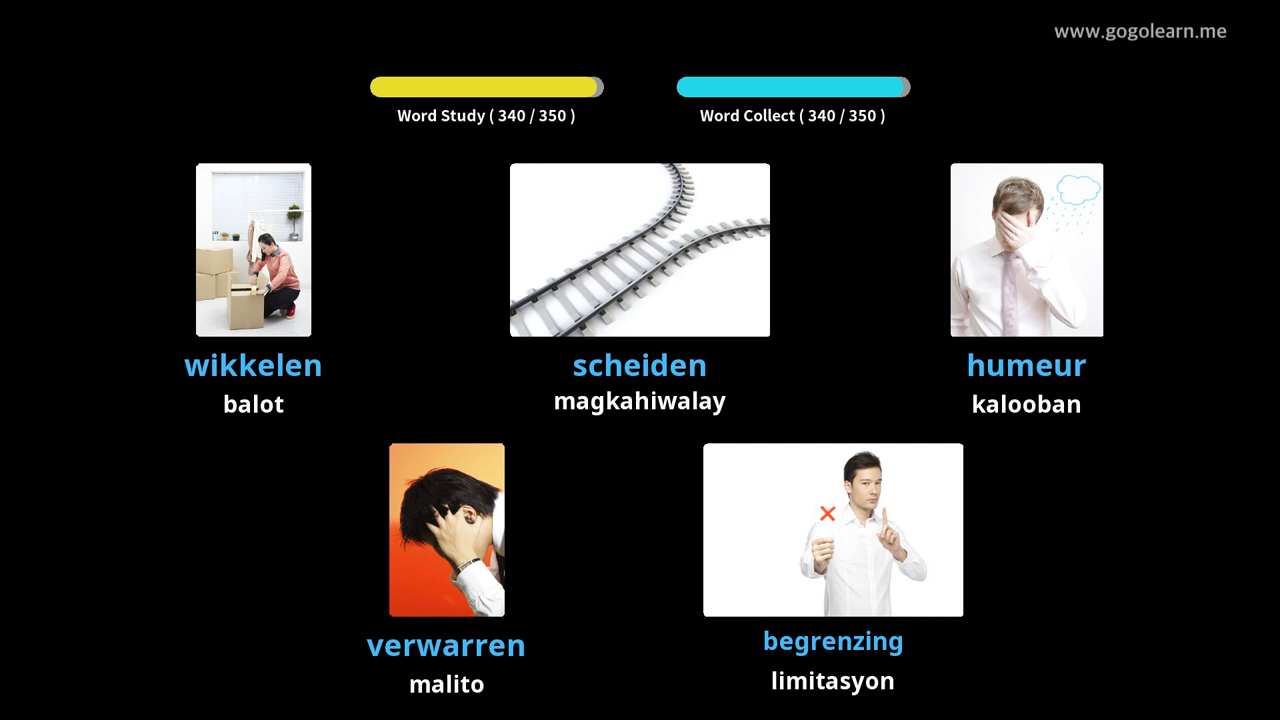 www.gogolearn.me
Word Study ( 340 / 350 )
Word Collect ( 340 / 350 )
wikkelen
balot
scheiden
magkahiwalay
humeur
kalooban
verwarren
malito
begrenzing
limitasyon